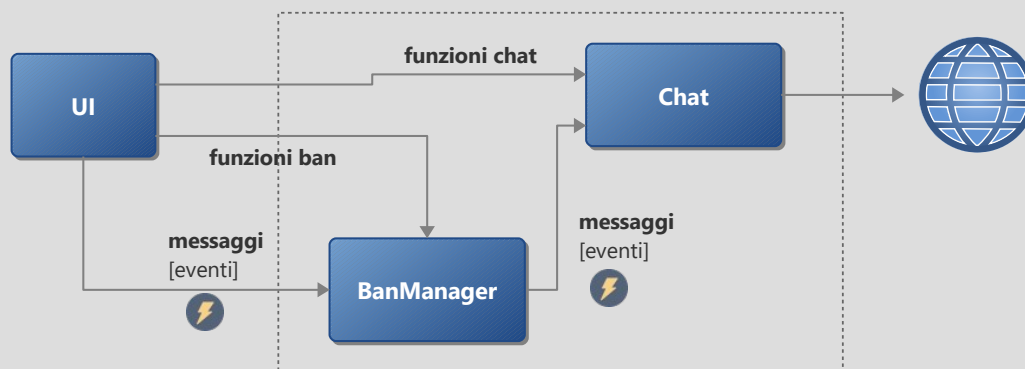 funzioni chat
UI
Chat
funzioni ban
messaggi
[eventi]
messaggi
[eventi]
BanManager